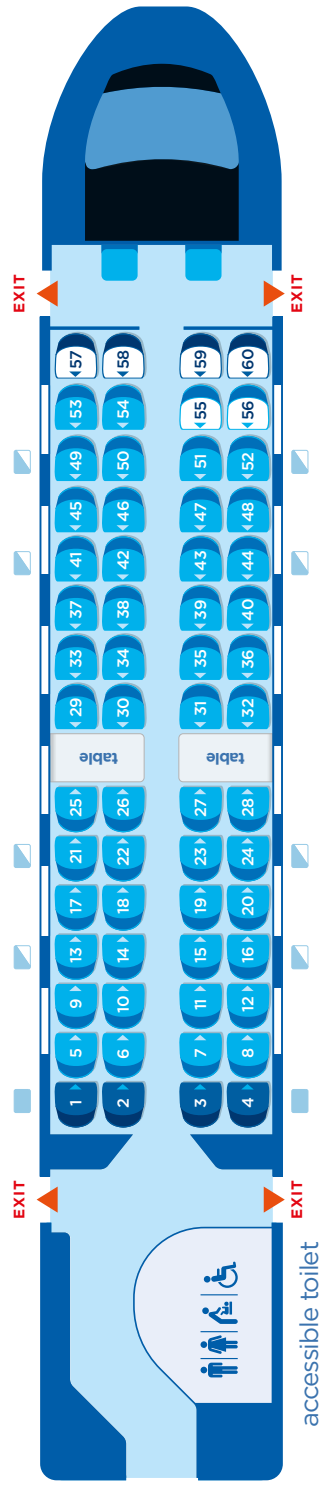 EXIT EXIT
57 58 59 60
53 54 55 56
49 50 51 52
45 46 47 48
41 42 43 44
37 38 39 40
33 34 35 36
29 30 31 32
table table
25 26 27 28
21 22 23 24
17 18 19 20
13 14 15 16
9 10 11 12
5 6 7 8
1 2 3 4
EXIT EXIT
accessible toilet